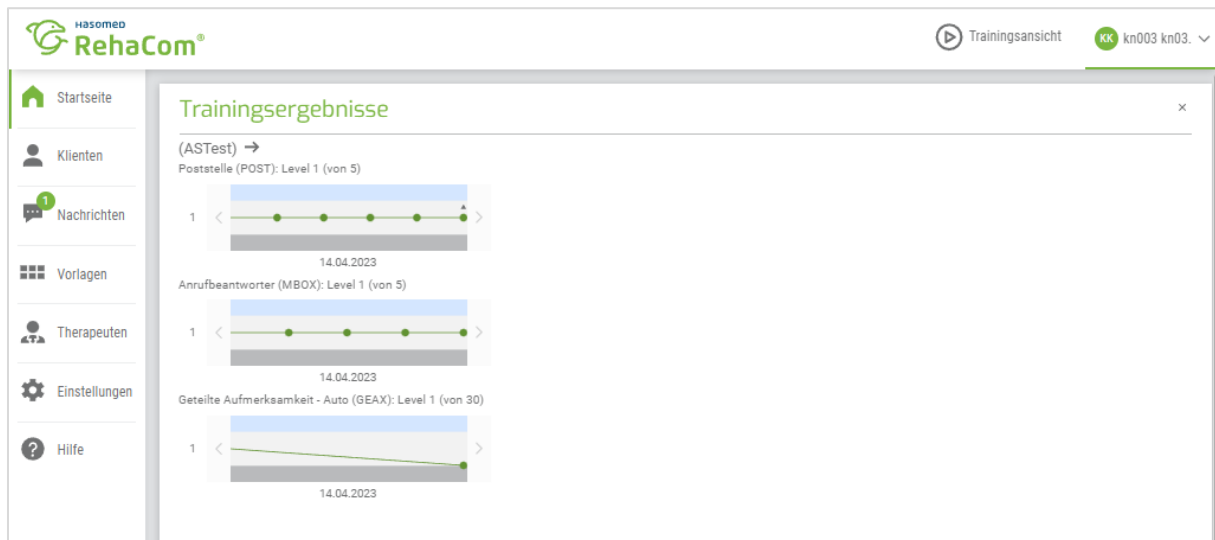 HASOMED
RehaCom®
Trainingsansicht
KK kn003 kn03.
Startseite
Klienten
1
Nachrichten
Vorlagen
Therapeuten
Einstellungen
? Hilfe
Trainingsergebnisse ×
(ASTest) →
Poststelle (POST): Level 1 (von 5)
1
14.04.2023
Anrufbeantworter (MBOX): Level 1 (von 5)
1
14.04.2023
Geteilte Aufmerksamkeit - Auto (GEAX): Level 1 (von 30)
1
14.04.2023